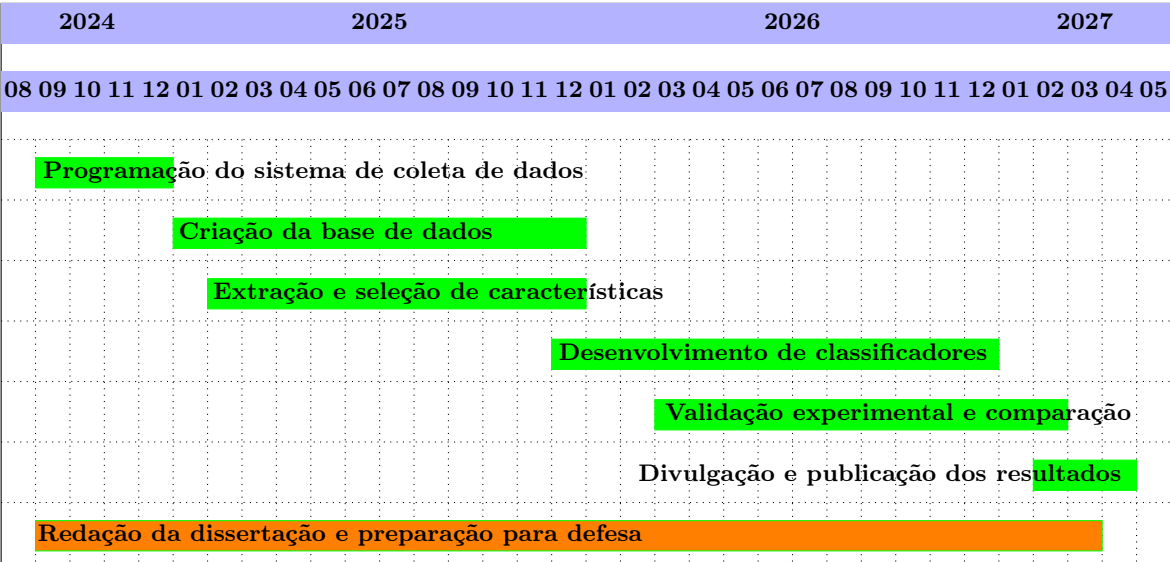 2024 2025 2026 2027
08 09 10 11 12 01 02 03 04 05 06 07 08 09 10 11 12 01 02 03 04 05 06 07 08 09 10 11 12 01 02 03 04 05
Programação do sistema de coleta de dados
Criação da base de dados
Extração e seleção de características
Desenvolvimento de classificadores
Validação experimental e comparação
Divulgação e publicação dos resultados
Redação da dissertação e preparação para defesa